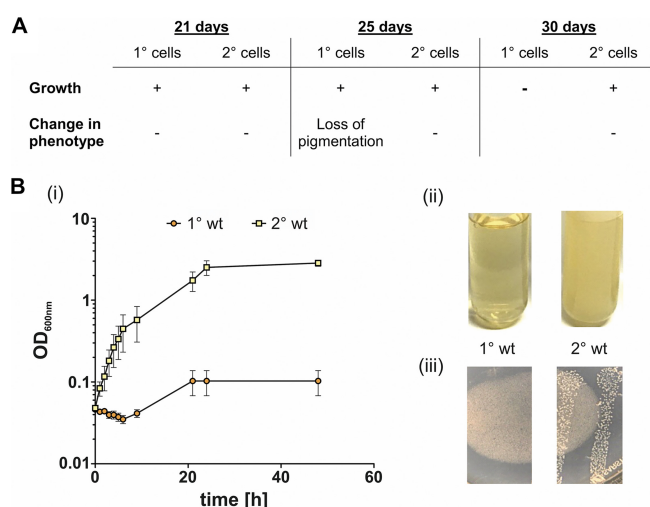 A
21 days 25 days 30 days
1° cells 2° cells 1° cells 2° cells 1° cells 2° cells
Growth + + + + - +
Change in phenotype - - Loss of pigmentation - -
B
(i)
1° wt 2° wt
10
1
0.1
0.01
OD600nm
0 20 40 60
time [h]
(ii)
1° wt 2° wt
(iii)